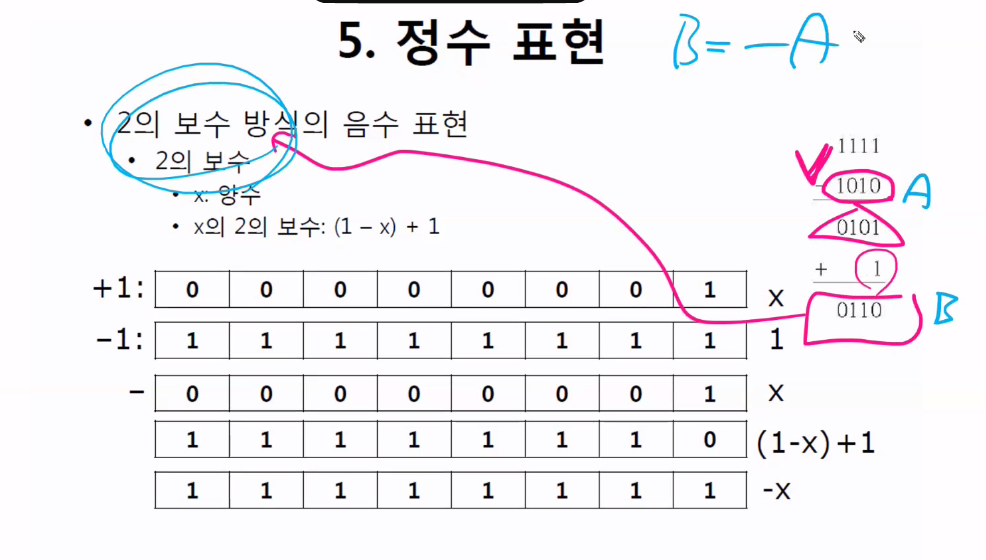 5. 정수 표현 B = -A
• 2의 보수 방식의 음수 표현
• 2의 보수
• x: 양수
• x의 2의 보수: (1 – x) + 1
1111
- 1010 A
0101
+ 1
0110 B
+1: 0 0 0 0 0 0 0 1 x
-1: 1 1 1 1 1 1 1 1 1
- 0 0 0 0 0 0 0 1 x
1 1 1 1 1 1 1 0 (1-x)+1
1 1 1 1 1 1 1 1 -x